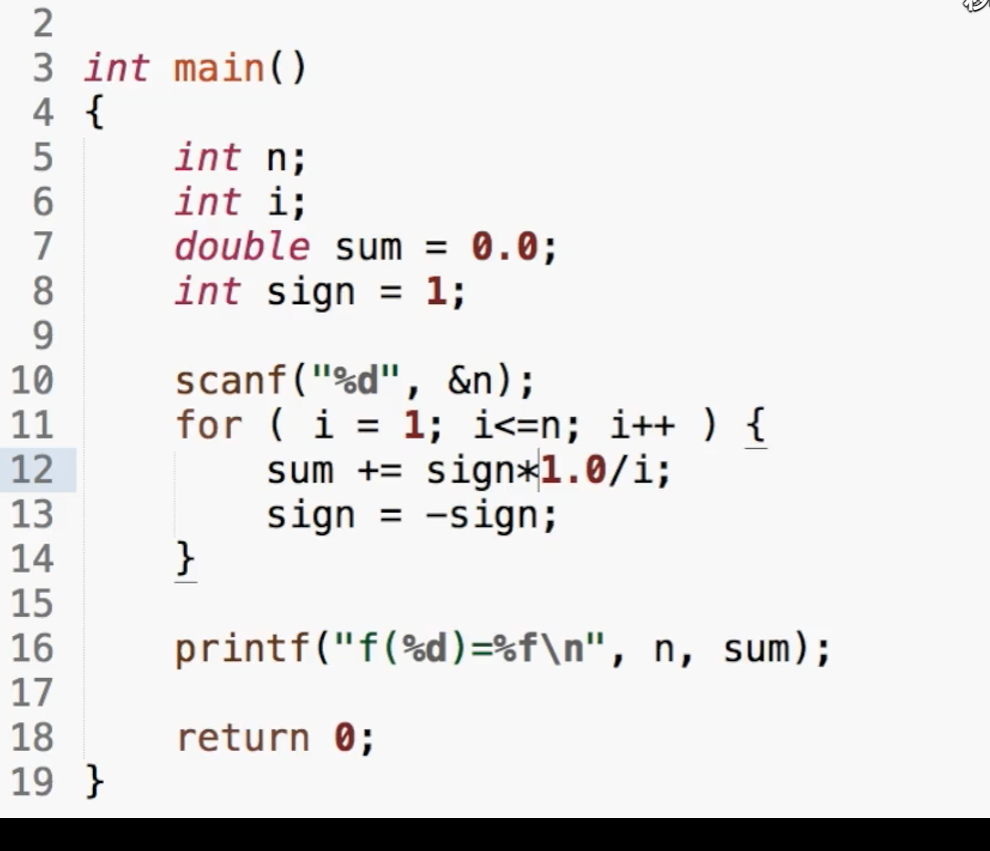 2
3 int main()
4 {
5 int n;
6 int i;
7 double sum = 0.0;
8 int sign = 1;
9
10 scanf("%d", &n);
11 for ( i = 1; i<=n; i++ ) {
12 sum += sign*1.0/i;
13 sign = -sign;
14 }
15
16 printf("f(%d)=%f\n", n, sum);
17
18 return 0;
19 }